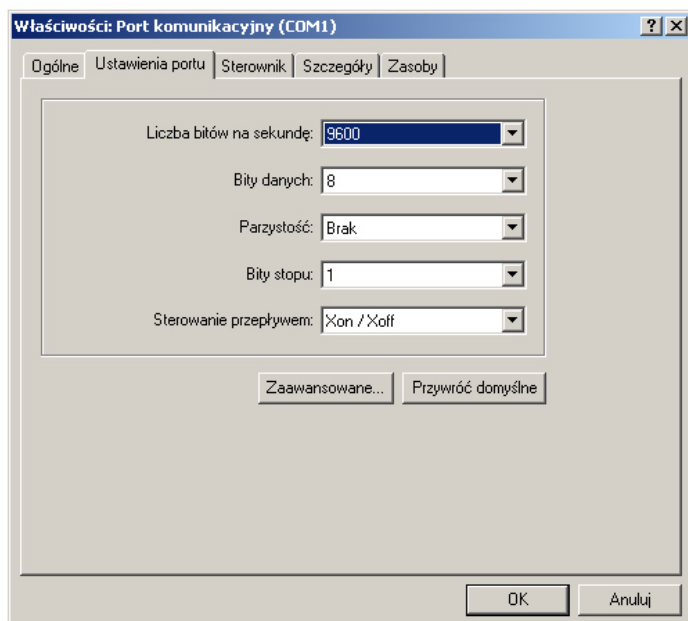 Właściwości: Port komunikacyjny (COM1)
Ogólne Ustawienia portu Sterownik Szczegóły Zasoby
Liczba bitów na sekundę: 9600
Bity danych: 8
Parzystość: Brak
Bity stopu: 1
Sterowanie przepływem: Xon / Xoff
Zaawansowane... Przywróć domyślne
OK Anuluj